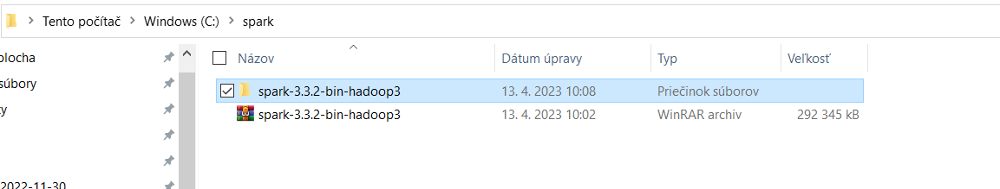 Tento počítač > Windows (C:) > spark
Názov Dátum úpravy Typ Veľkosť
plocha
spark-3.3.2-bin-hadoop3 13. 4. 2023 10:08 Priečinok súborov
súbory
spark-3.3.2-bin-hadoop3 13. 4. 2023 10:02 WinRAR archiv 292 345 kB
y
2022-11-30